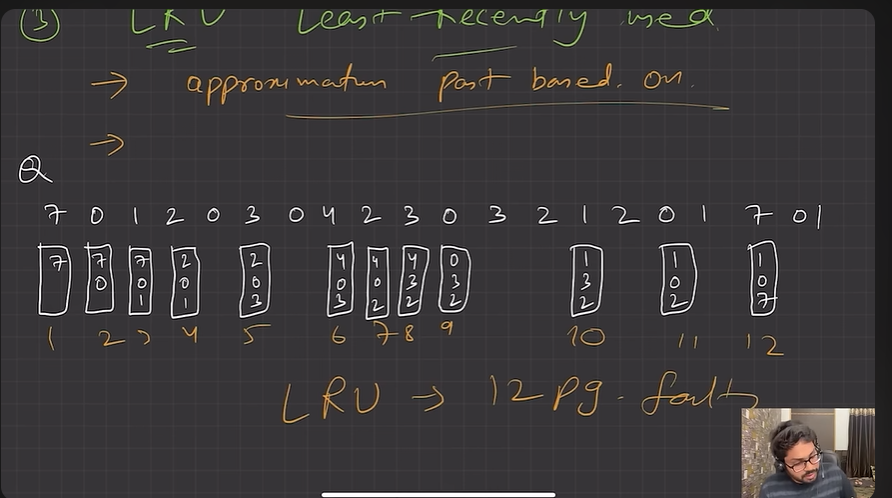 ③ LRU Least Recently used
→ approximation past based. on.
→
Q
7 0 1 2 0 3 0 4 2 3 0 3 2 1 2 0 1 7 0 1
7 7 7 2 2 4 4 4 0 1 1 1
0 0 0 0 0 0 3 3 3 0 0
1 1 3 3 2 2 2 2 2 7
1 2 3 4 5 6 7 8 9 10 11 12
LRU → 12 pg. faults